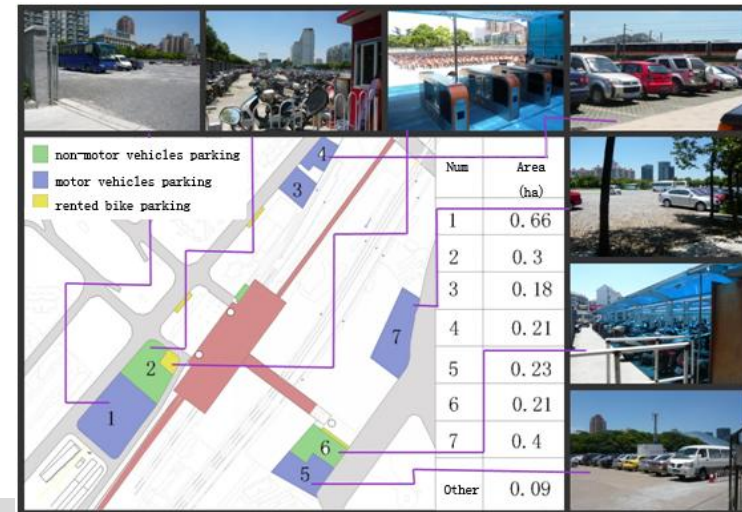 non-motor vehicles parking
motor vehicles parking
rented bike parking
4
3
2
1
7
6
5
Num Area
(ha)
1 0.66
2 0.3
3 0.18
4 0.21
5 0.23
6 0.21
7 0.4
Other 0.09